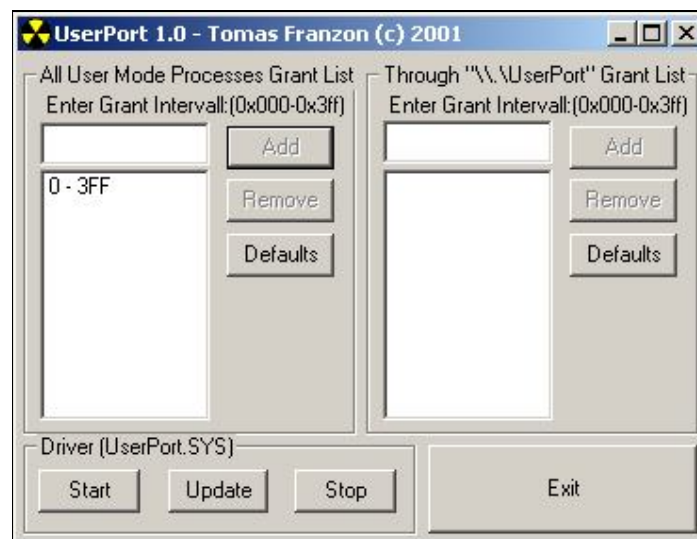 UserPort 1.0 - Tomas Franzon (c) 2001
All User Mode Processes Grant List
Enter Grant Intervall:(0x000-0x3ff)
Add
0 - 3FF
Remove
Defaults
Through "\\.\UserPort" Grant List
Enter Grant Intervall:(0x000-0x3ff)
Add
Remove
Defaults
Driver (UserPort.SYS)
Start
Update
Stop
Exit